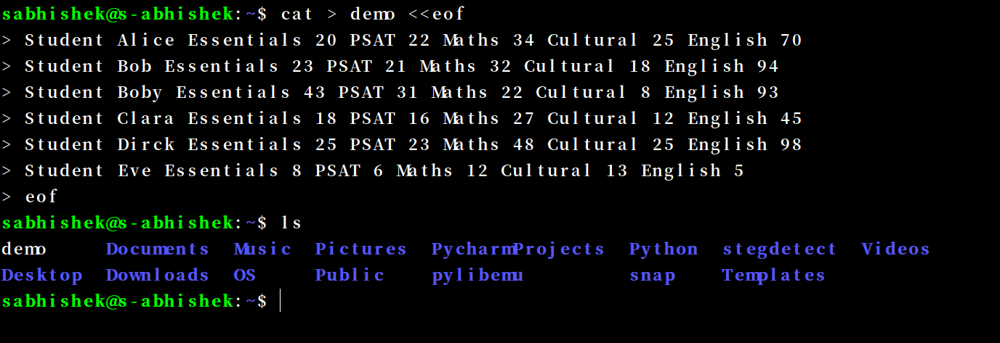 sabhishek@s-abhishek:~$ cat > demo <<eof
> Student Alice Essentials 20 PSAT 22 Maths 34 Cultural 25 English 70
> Student Bob Essentials 23 PSAT 21 Maths 32 Cultural 18 English 94
> Student Boby Essentials 43 PSAT 31 Maths 22 Cultural 8 English 93
> Student Clara Essentials 18 PSAT 16 Maths 27 Cultural 12 English 45
> Student Dirck Essentials 25 PSAT 23 Maths 48 Cultural 25 English 98
> Student Eve Essentials 8 PSAT 6 Maths 12 Cultural 13 English 5
> eof
sabhishek@s-abhishek:~$ ls
demo Documents Music Pictures PycharmProjects Python stegdetect Videos
Desktop Downloads OS Public pylibemu snap Templates
sabhishek@s-abhishek:~$